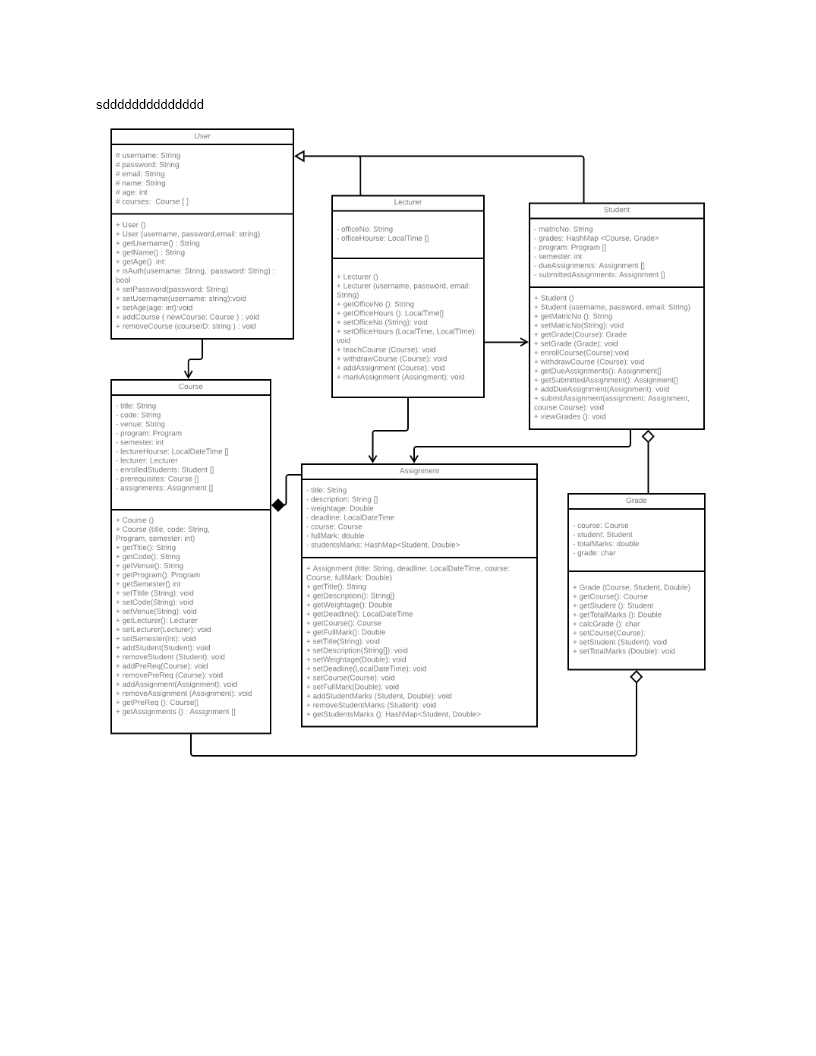 sdddddddddddddd
User
# username: String
# password: String
# email: String
# name: String
# age: int
# courses:  Course [ ]
+ User ()
+ User (username, password,email: string)
+ getUsername() : String
+ getName() : String
+ getAge()  int:
+ isAuth(username: String,  password: String) :
bool
+ setPassword(password: String)
+ setUsername(username: string):void
+ setAge(age: int):void
+ addCourse ( newCourse: Course ) : void
+ removeCourse (courseID: string ) : void
Lecturer
- officeNo: String
- officeHourse: LocalTime []
+ Lecturer ()
+ Lecturer (username, password, email:
String)
+ getOfficeNo (): String
+ getOfficeHours (): LocalTime[]
+ setOfficeNo (String): void
+ setOfficeHours (LocalTime, LocalTIme):
void
+ teachCourse (Course): void
+ withdrawCourse (Course): void
+ addAssignment (Course): void
+ markAssignment (Assingment): void
Student
- matricNo: String
- grades: HashMap <Course, Grade>
- program: Program []
- semester: int
- dueAssignments: Assignment []
- submittedAssignments: Assignment []
+ Student ()
+ Student (username, password, email: String)
+ getMatricNo (): String
+ setMatricNo(String): void
+ getGrade(Course): Grade
+ setGrade (Grade): void
+ enrollCourse(Course):void
+ withdrawCourse (Course): void
+ getDueAssignments(): Assignment[]
+ getSubmittedAssignment(): Assignment[]
+ addDueAssignment(Assignment): void
+ submitAssignment(assignment: Assignment,
course:Course): void
+ viewGrades (): void
Course
- title: String
- code: String
- venue: String
- program: Program
- semester: int
- lectureHourse: LocalDateTime []
- lecturer: Lecturer
- enrolledStudents: Student []
- prerequisites: Course []
- assignments: Assignment []
+ Course ()
+ Course (title, code: String,
Program, semester: int)
+ getTitle(): String
+ getCode(): String
+ getVenue(): String
+ getProgram(): Program
+ getSemester() int
+ setTtitle (String): void
+ setCode(String): void
+ setVenue(String): void
+ getLecturer(): Lecturer
+ setLecturer(Lecturer): void
+ setSemester(int): void
+ addStudent(Student): void
+ removeStudent (Student): void
+ addPreReq(Course): void
+ removePreReq (Course): void
+ addAssignment(Assignment): void
+ removeAssignment (Assignment): void
+ getPreReq (): Course[]
+ getAssignments () : Assignment []
Assignment
- title: String
- description: String []
- weightage: Double
- deadline: LocalDateTime
- course: Course
- fullMark: double
- studentsMarks: HashMap<Student, Double>
+ Assignment (title: String, deadline: LocalDateTime, course:
Course, fullMark: Double)
+ getTitle(): String
+ getDescription(): String[]
+ getWeightage(): Double
+ getDeadline(): LocalDateTime
+ getCourse(): Course
+ getFullMark(): Double
+ setTitle(String): void
+ setDescription(String[]): void
+ setWeightage(Double): void
+ setDeadline(LocalDateTime): void
+ setCourse(Course): void
+ setFullMark(Double): void
+ addStudentMarks (Student, Double): void
+ removeStudentMarks (Student): void
+ getStudentsMarks (): HashMap<Student, Double>
Grade
- course: Course
- student: Student
- totalMarks: double
- grade: char
+ Grade (Course, Student, Double)
+ getCourse(): Course
+ getStudent (): Student
+ getTotalMarks (): Double
+ calcGrade (): char
+ setCourse(Course):
+ setStudent (Student): void
+ setTotalMarks (Double): void